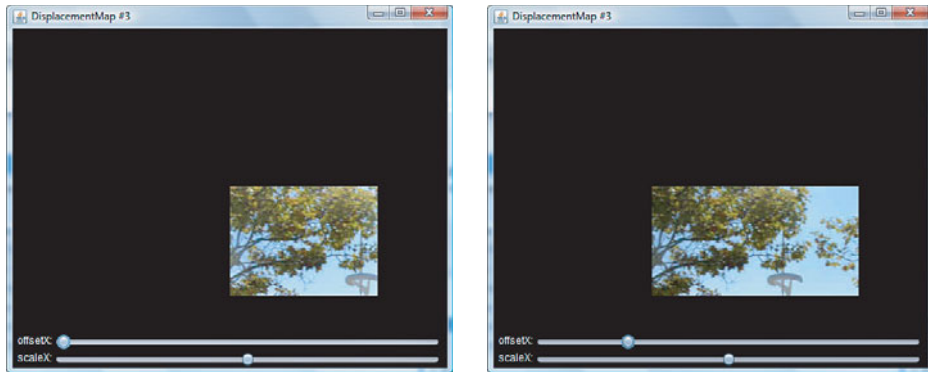 DisplacementMap #3
offsetX:
scaleX:
DisplacementMap #3
offsetX:
scaleX: